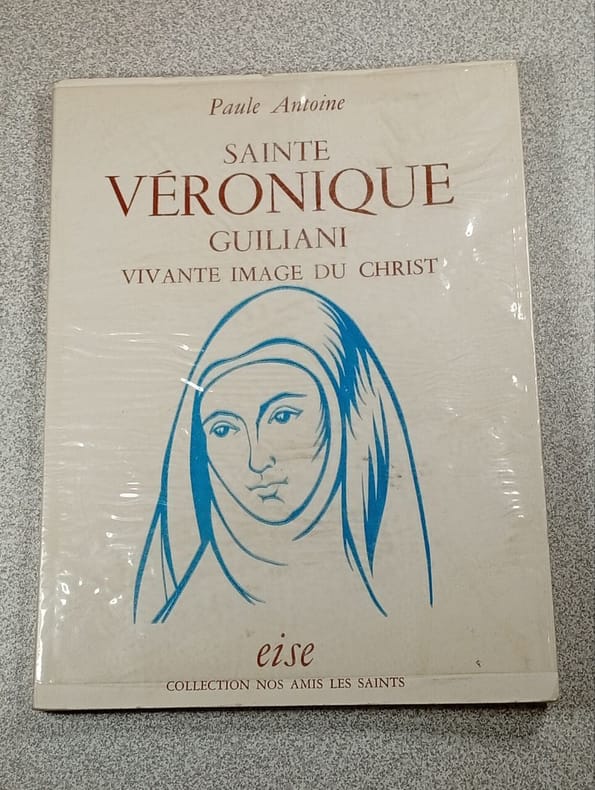 Paule Antoine
SAINTE
VÉRONIQUE
GUILIANI
VIVANTE IMAGE DU CHRIST
eise
COLLECTION NOS AMIS LES SAINTS